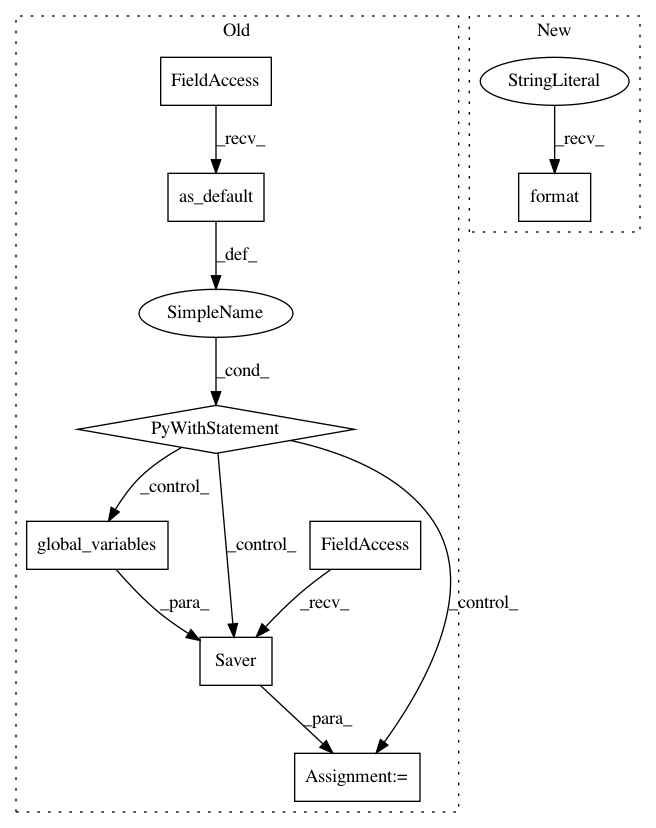 Old
New
FieldAccess
StringLiteral
_recv_
_recv_
as_default
format
_def_
SimpleName
_cond_
PyWithStatement
_control_
global_variables
_control_
FieldAccess
_control_
_para_
_recv_
Saver
_para_
Assignment:=